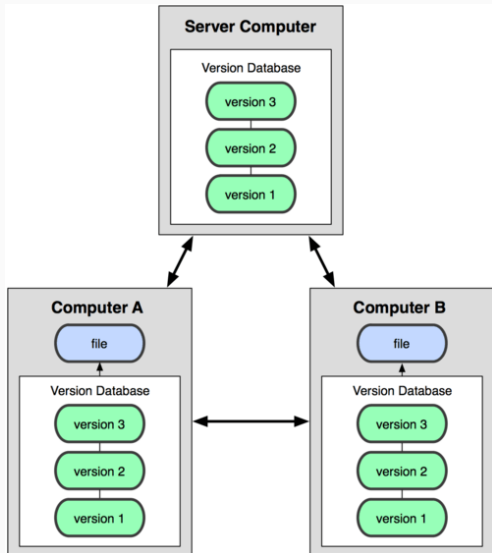 Server Computer
Version Database
version 3
version 2
version 1
Computer A
file
Version Database
version 3
version 2
version 1
Computer B
file
Version Database
version 3
version 2
version 1